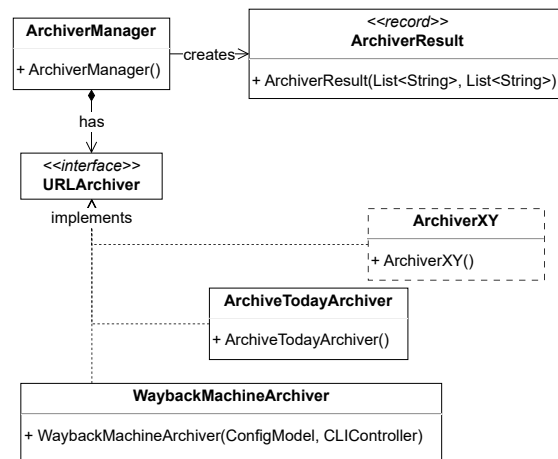 ArchiverManager
+ ArchiverManager()
creates
<<record>>
ArchiverResult
+ ArchiverResult(List<String>, List<String>)
has
<<interface>>
URLArchiver
implements
ArchiverXY
+ ArchiverXY()
ArchiveTodayArchiver
+ ArchiveTodayArchiver()
WaybackMachineArchiver
+ WaybackMachineArchiver(ConfigModel, CLIController)